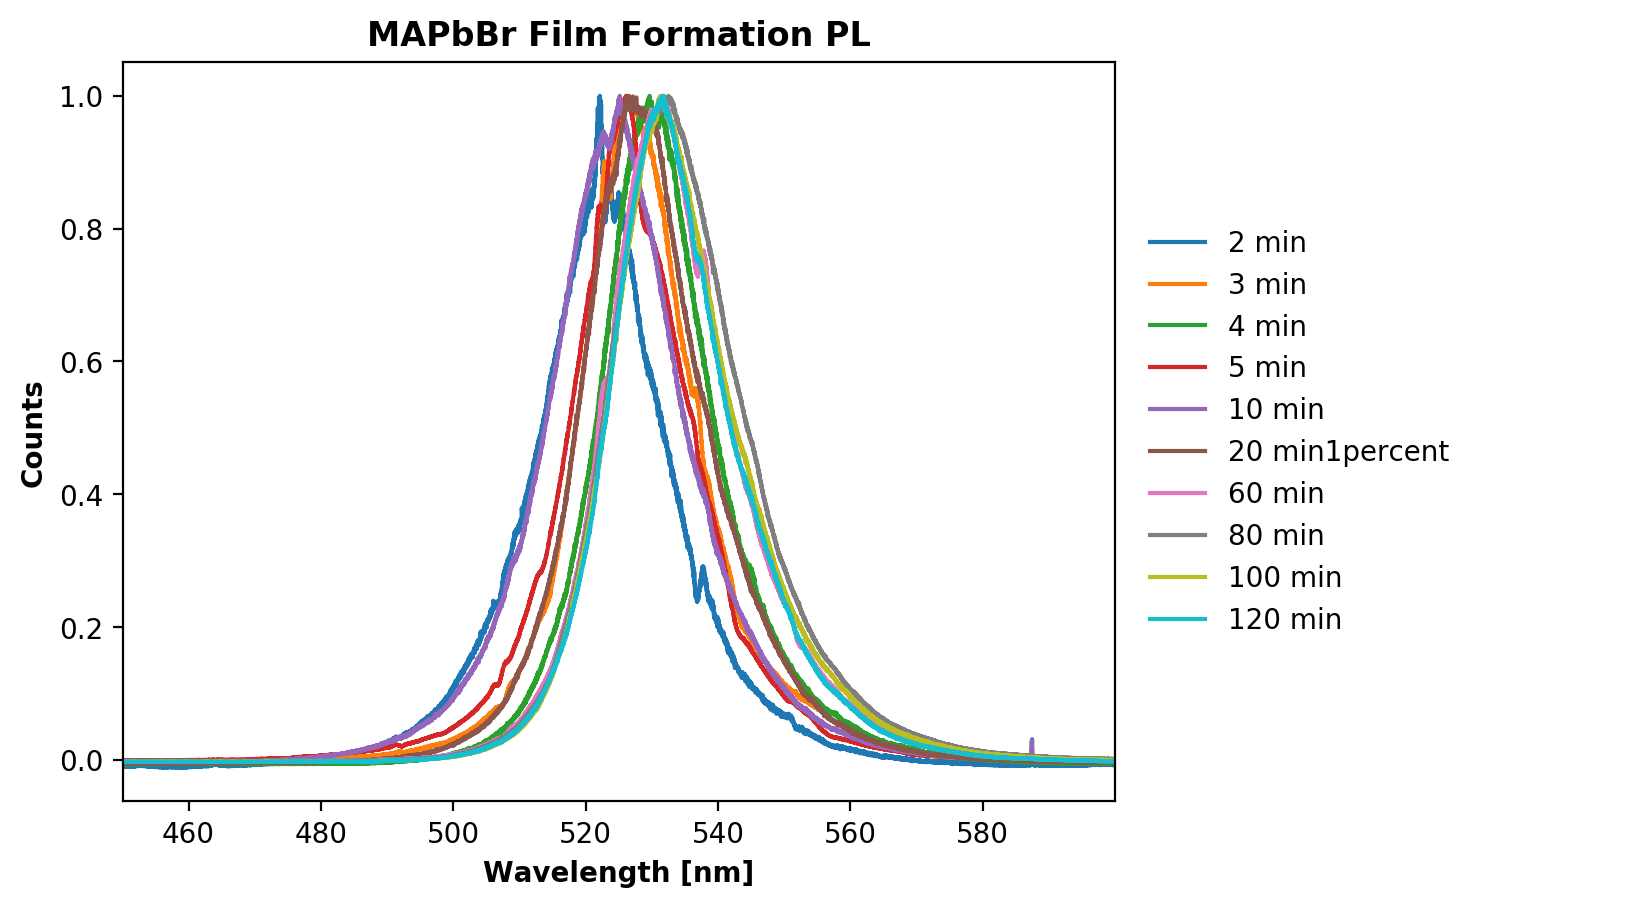 MAPbBr Film Formation PL
1.0
0.8
0.6
0.4
0.2
0.0
Counts
460 480 500 520 540 560 580
Wavelength [nm]
2 min
3 min
4 min
5 min
10 min
20 min1percent
60 min
80 min
100 min
120 min